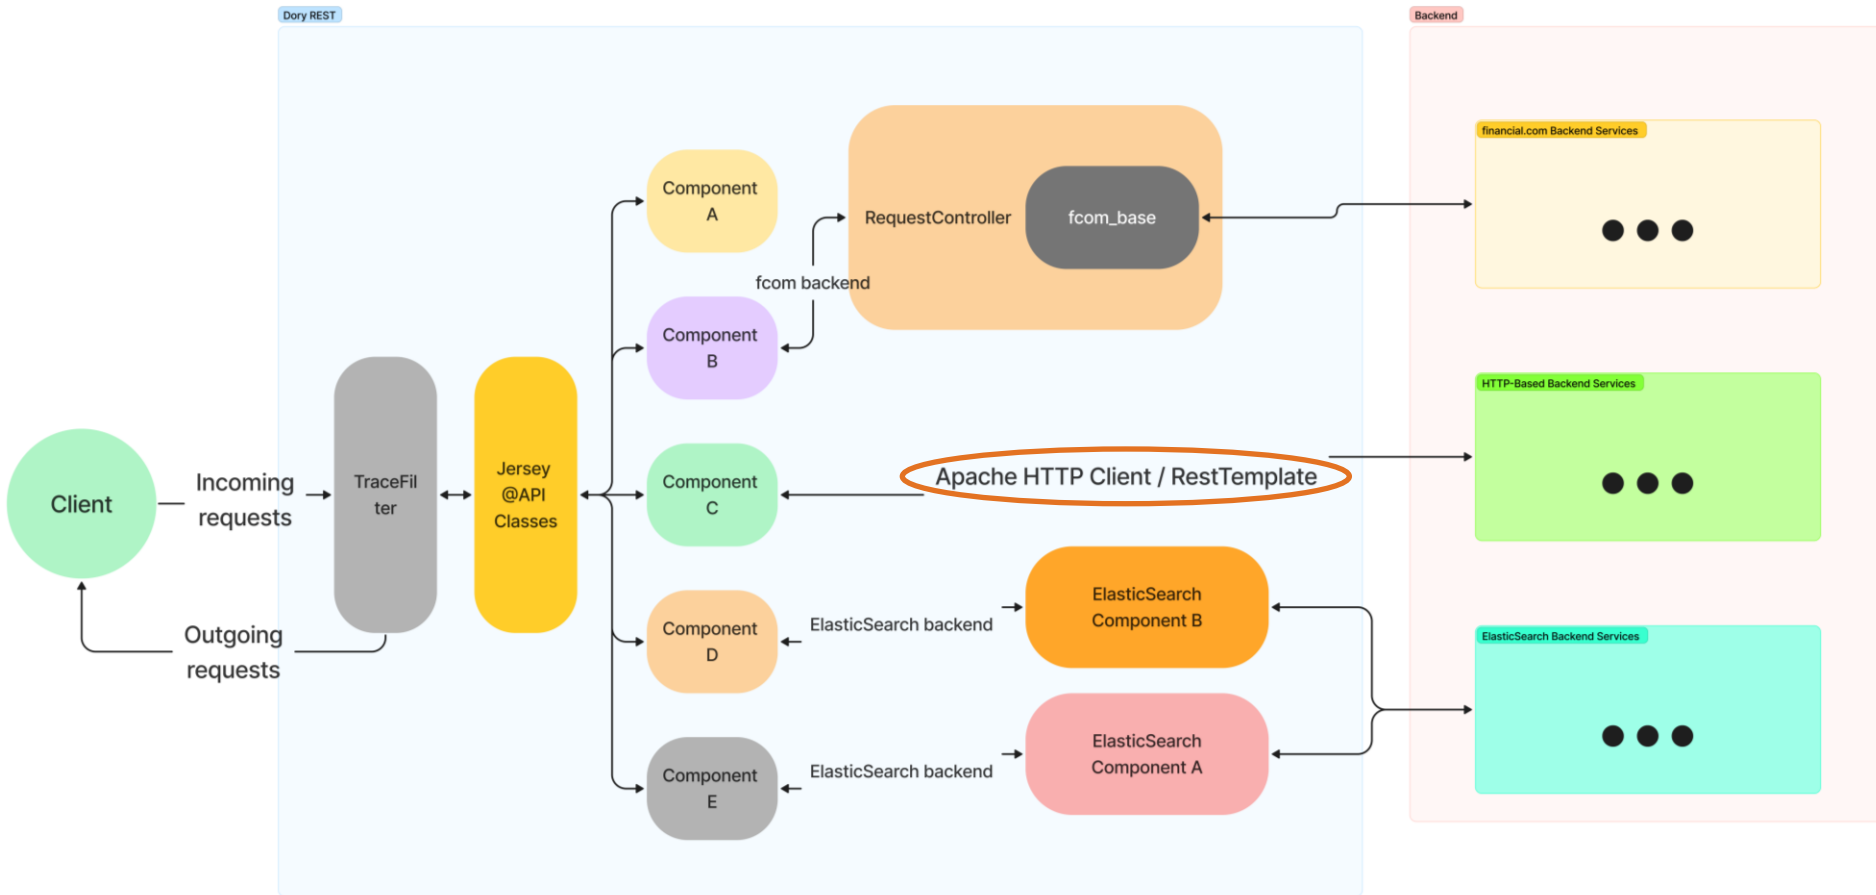 Dory REST
Backend
financial.com Backend Services
Component
A
RequestController
fcom_base
fcom backend
Component
B
HTTP-Based Backend Services
Client
Incoming
requests
TraceFil
ter
Jersey
@API
Classes
Component
C
Apache HTTP Client / RestTemplate
Outgoing
requests
Component
D
ElasticSearch backend
ElasticSearch
Component B
ElasticSearch Backend Services
Component
E
ElasticSearch backend
ElasticSearch
Component A